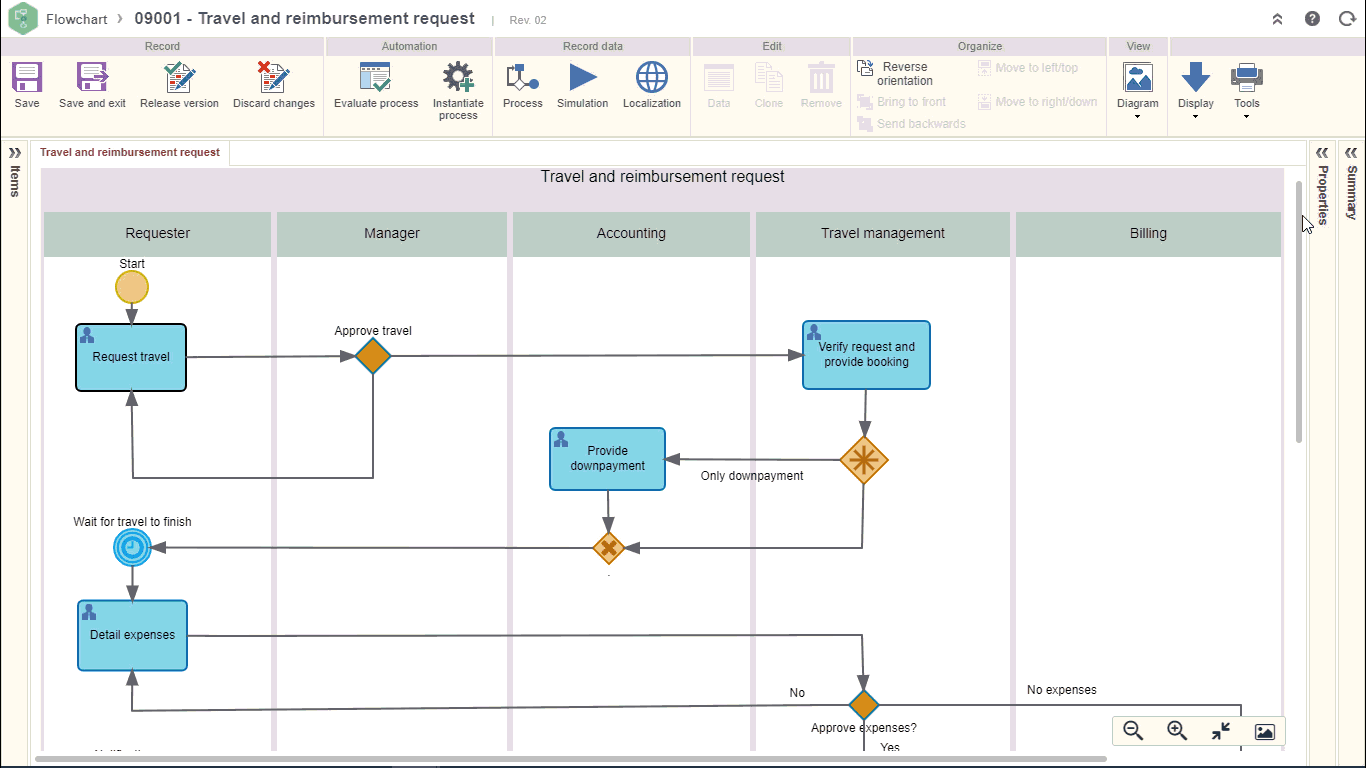 Flowchart › 09001 - Travel and reimbursement request | Rev. 02
Record
Automation
Record data
Edit
Organize
View
Save
Save and exit
Release version
Discard changes
Evaluate process
Instantiate
process
Process
Simulation
Localization
Data
Clone
Remove
Reverse
orientation
Bring to front
Send backwards
Move to left/top
Move to right/down
Diagram
Display
Tools
Items
Travel and reimbursement request
Properties
Summary
Travel and reimbursement request
Requester
Manager
Accounting
Travel management
Billing
Start
Request travel
Approve travel
Verify request and
provide booking
Provide
downpayment
Only downpayment
Wait for travel to finish
.
Detail expenses
No
No expenses
Approve expenses?
Yes